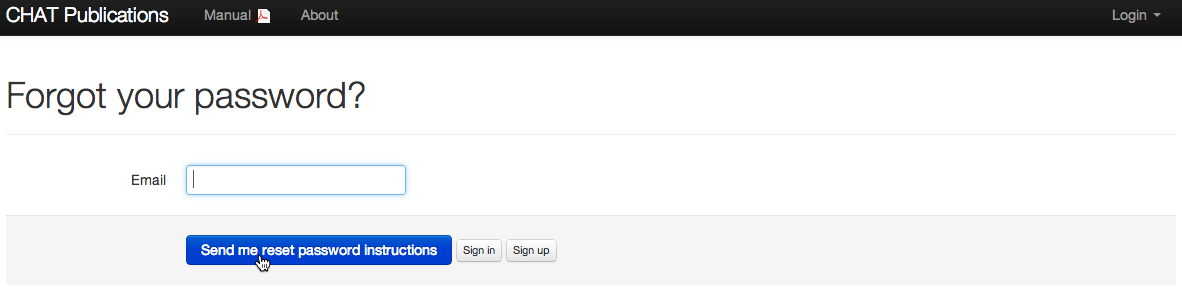 CHAT Publications Manual About Login
Forgot your password?
Email
Send me reset password instructions Sign in Sign up